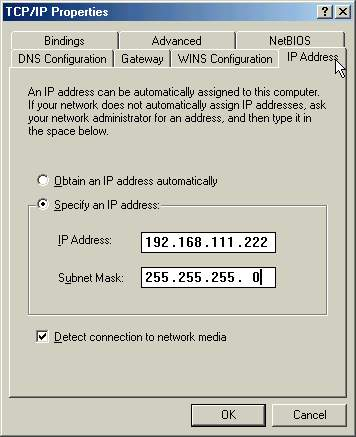 TCP/IP Properties
Bindings Advanced NetBIOS
DNS Configuration Gateway WINS Configuration IP Address
An IP address can be automatically assigned to this computer.
If your network does not automatically assign IP addresses, ask
your network administrator for an address, and then type it in
the space below.
Obtain an IP address automatically
Specify an IP address:
IP Address: 192.168.111.222
Subnet Mask: 255.255.255. 0
Detect connection to network media
OK Cancel